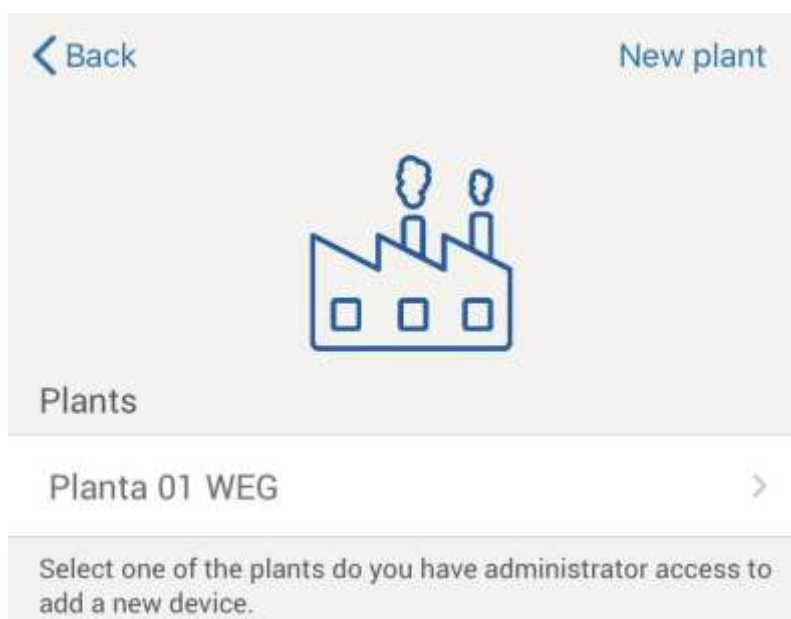 Back
New plant
Plants
Planta 01 WEG
Select one of the plants do you have administrator access to
add a new device.